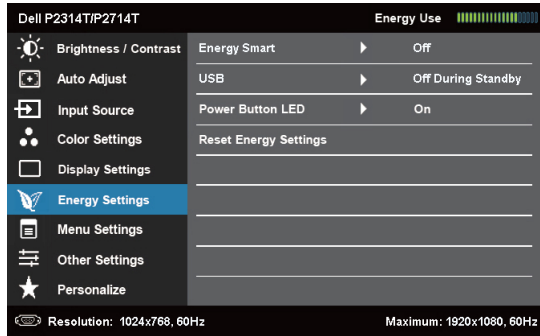 Dell P2314T/P2714T Energy Use
Brightness / Contrast Energy Smart Off
Auto Adjust USB Off During Standby
Input Source Power Button LED On
Color Settings Reset Energy Settings
Display Settings
Energy Settings
Menu Settings
Other Settings
Personalize
Resolution: 1024x768, 60Hz Maximum: 1920x1080, 60Hz